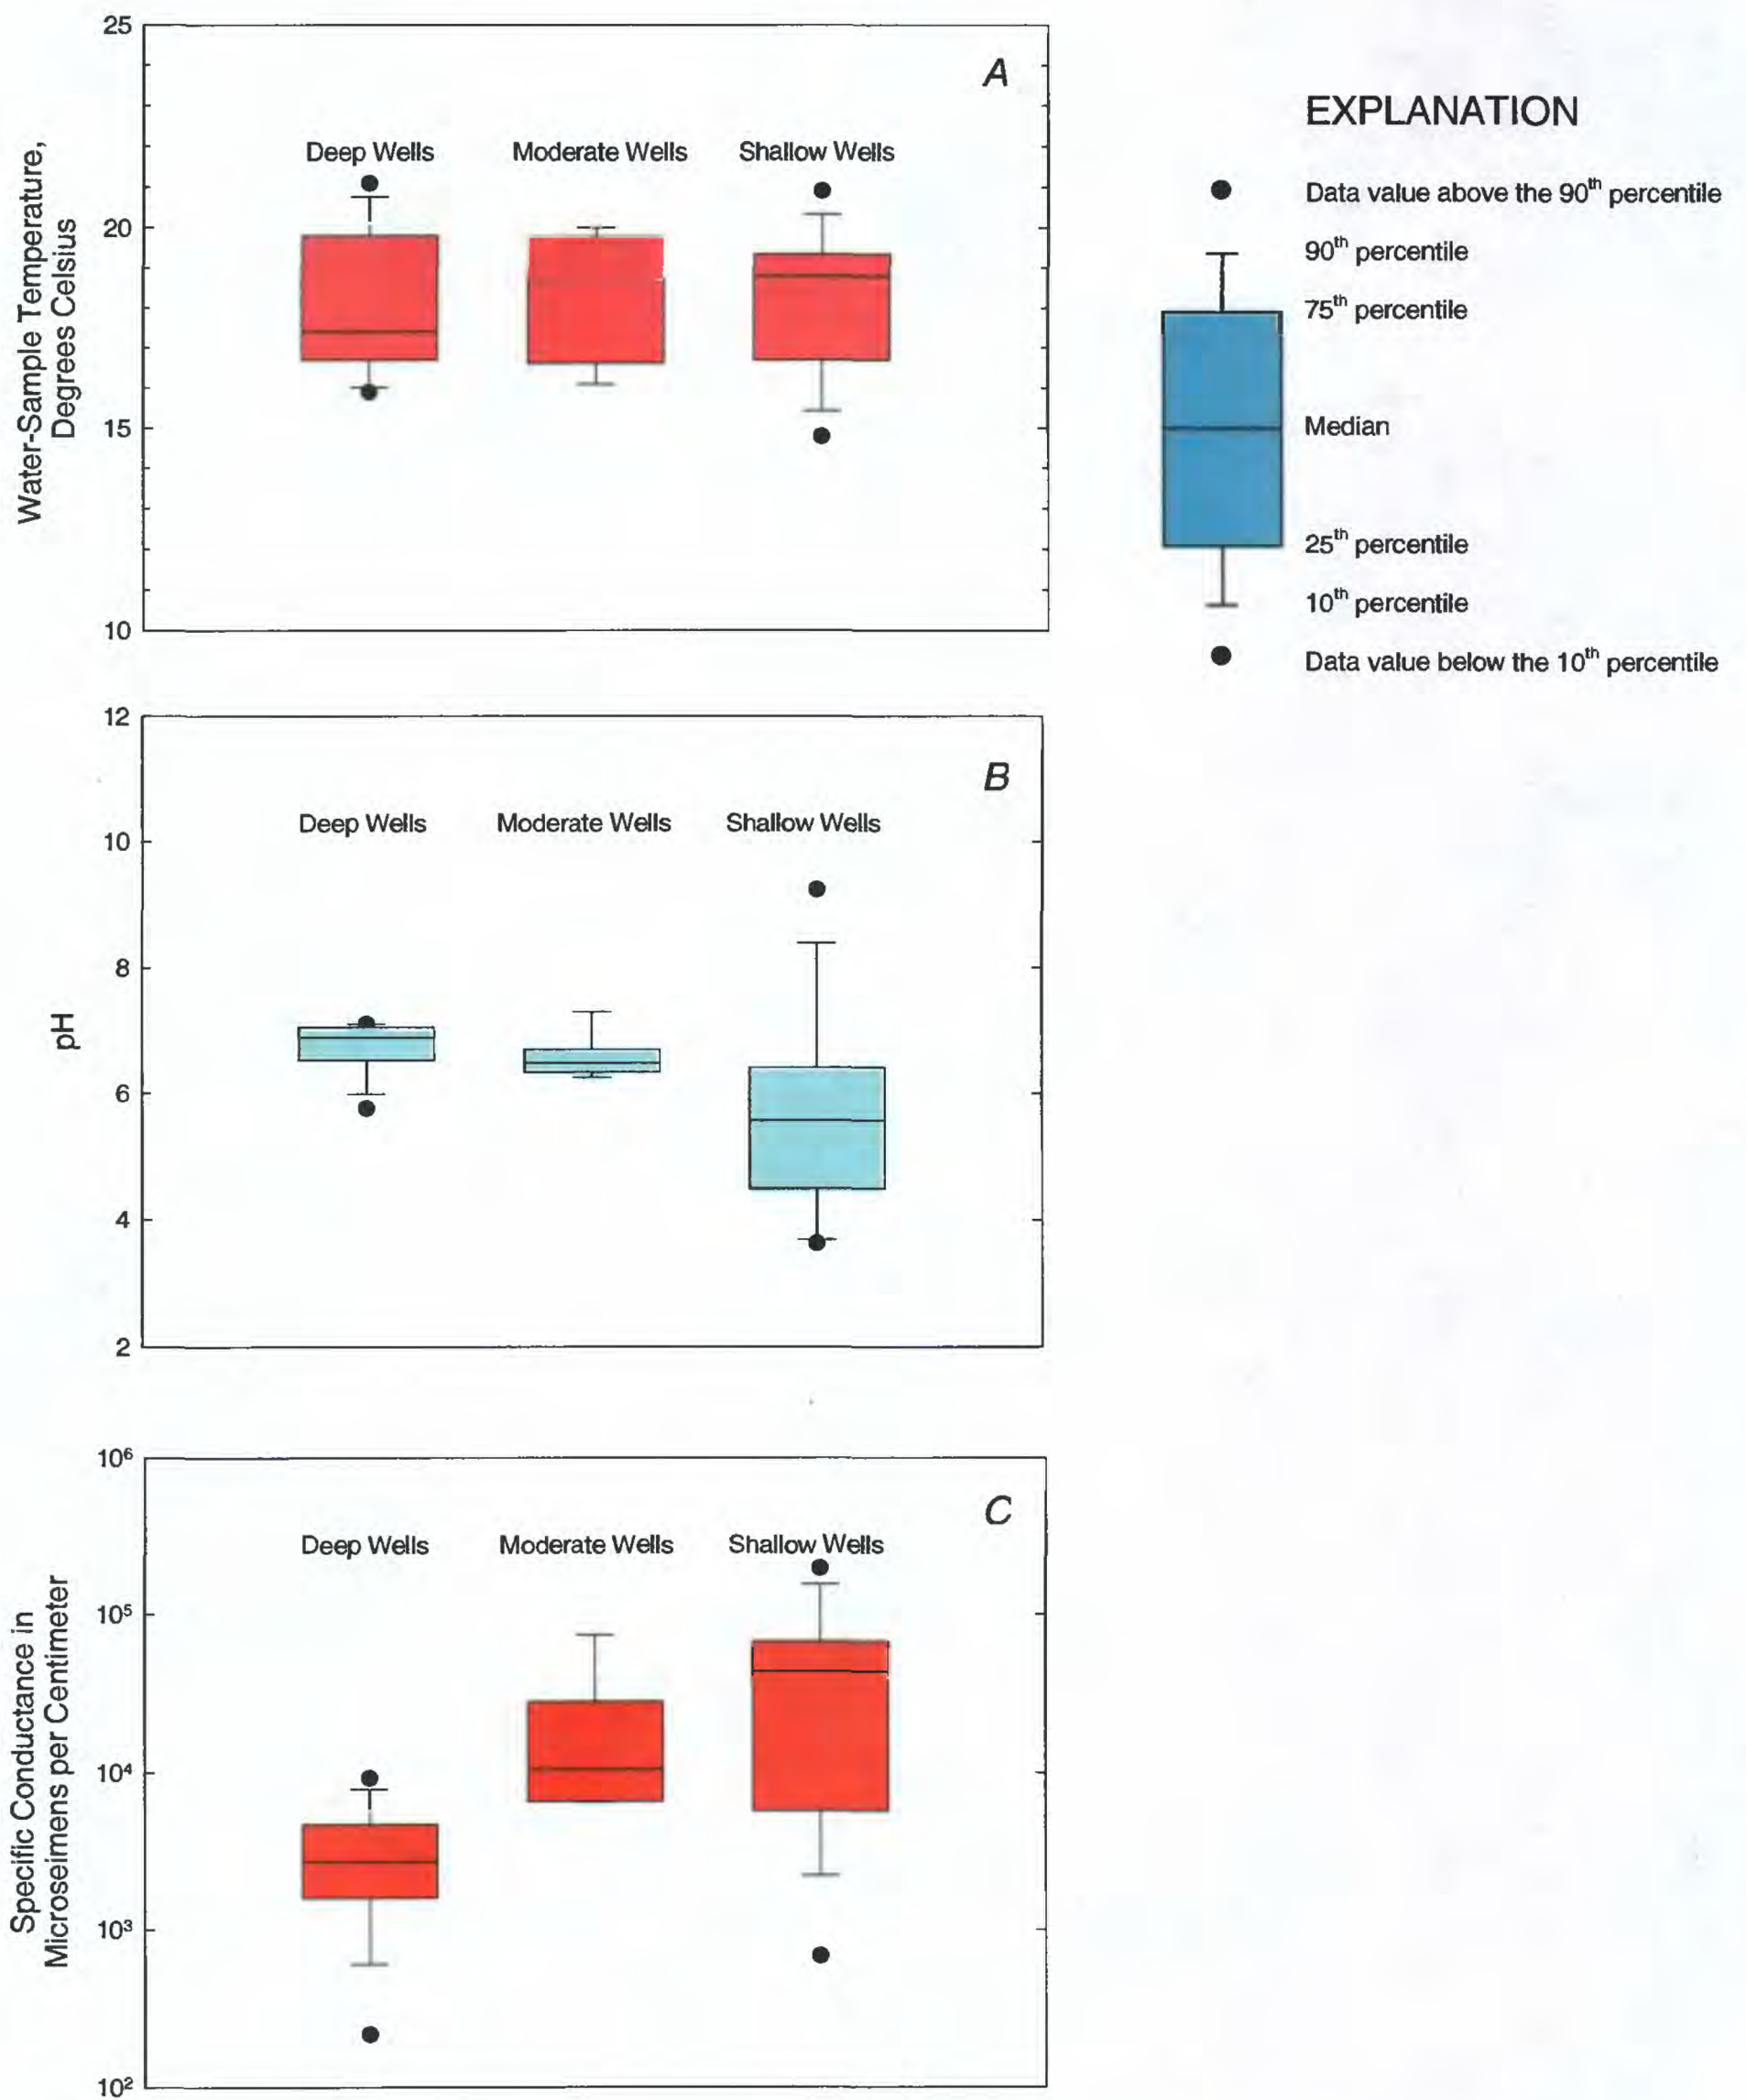 25
A
Deep Wells
Moderate Wells
Shallow Wells
20
15
10
Water-Sample Temperature,
Degrees Celsius
EXPLANATION
Data value above the 90th percentile
90th percentile
75th percentile
Median
25th percentile
10th percentile
Data value below the 10th percentile
12
B
Deep Wells
Moderate Wells
Shallow Wells
10
8
6
4
2
pH
10⁶
C
Deep Wells
Moderate Wells
Shallow Wells
10⁵
10⁴
10³
10²
Specific Conductance in
Microseimens per Centimeter